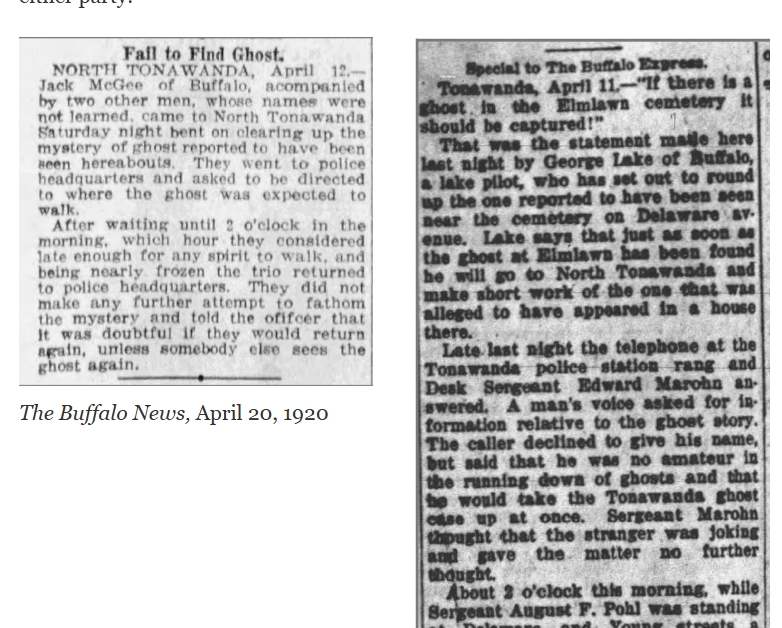 either party.
Fail to Find Ghost.
NORTH TONAWANDA, April 12.—
Jack McGee of Buffalo, acompanied
by two other men, whose names were
not learned, came to North Tonawanda
Saturday night bent on clearing up the
mystery of ghost reported to have been
seen hereabouts. They went to police
headquarters and asked to be directed
to where the ghost was expected to
walk.
After waiting until 2 o'clock in the
morning, which hour they considered
late enough for any spirit to walk, and
being nearly frozen the trio returned
to police headquarters. They did not
make any further attempt to fathom
the mystery and told the ofifcer that
it was doubtful if they would return
again, unless somebody else sees the
ghost again.
The Buffalo News, April 20, 1920
Special to The Buffalo Express.
Tonawanda, April 11.—"If there is a
ghost in the Elmlawn cemetery it
should be captured!"
That was the statement made here
last night by George Lake of Buffalo,
a lake pilot, who has set out to round
up the one reported to have been seen
near the cemetery on Delaware av-
enue. Lake says that just as soon as
the ghost at Elmlawn has been found
he will go to North Tonawanda and
make short work of the one that was
alleged to have appeared in a house
there.
Late last night the telephone at the
Tonawanda police station rang and
Desk Sergeant Edward Marohn an-
swered. A man's voice asked for in-
formation relative to the ghost story.
The caller declined to give his name,
but said that he was no amateur in
the running down of ghosts and that
he would take the Tonawanda ghost
case up at once. Sergeant Marohn
thought that the stranger was joking
and gave the matter no further
thought.
About 2 o'clock this morning, while
Sergeant August F. Pohl was standing
at Delaware and Young streets a